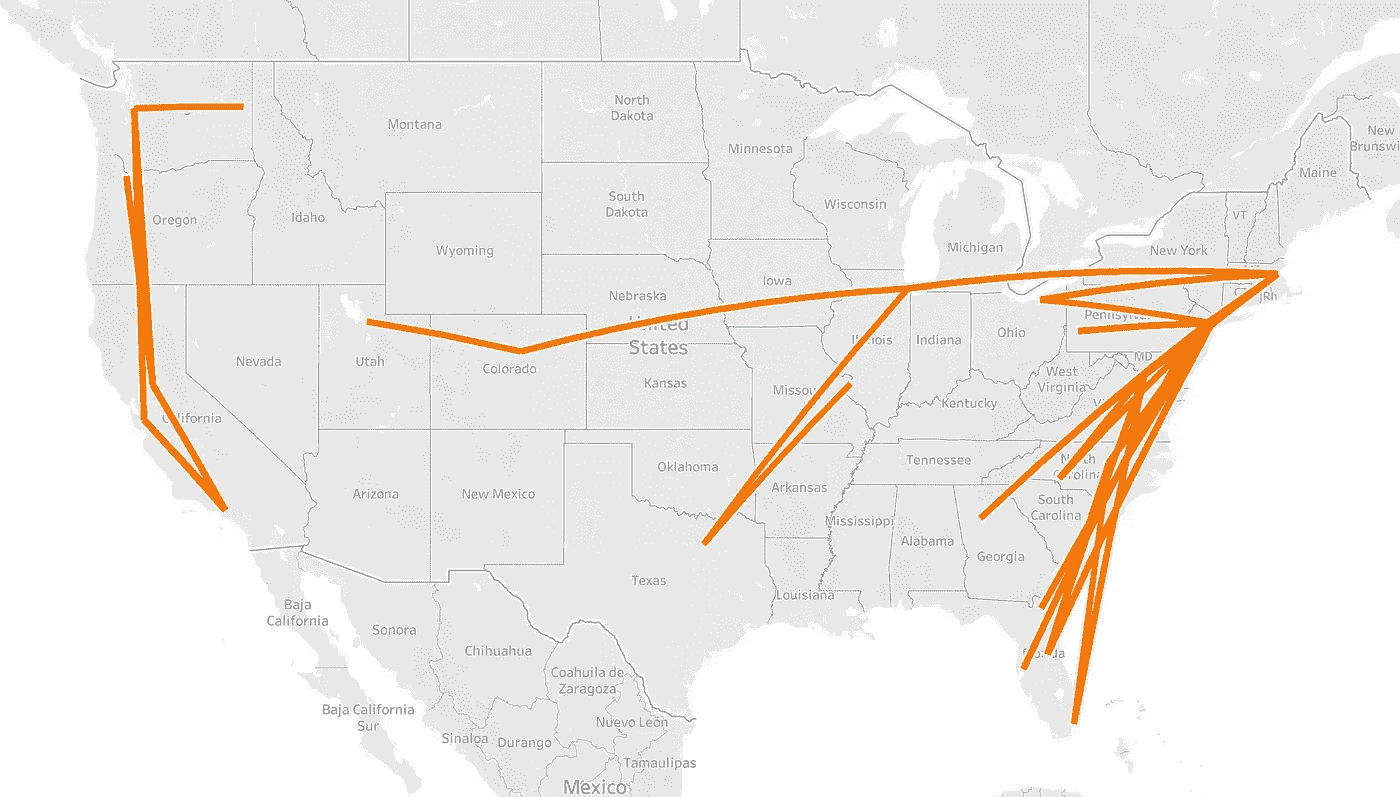 North
Dakota
Montana
Minnesota
New
Brunswi
Maine
South
Dakota
Wisconsin
VT
Oregon
Idaho
Wyoming
Michigan
New York
Iowa
Nebraska
Rh
Pennsylva
United
States
Nevada
Utah
Colorado
Illinois
Indiana
Ohio
MD
West
Virginia
Kansas
Missou
Kentucky
California
Oklahoma
Tennessee
North
Carolina
Arizona
New Mexico
Arkansas
South
Carolina
Mississippi
Alabama
Georgia
Texas
Louisiana
Baja
California
Sonora
Chihuahua
Florida
Coahuila de
Zaragoza
Baja California
Sur
Nuevo León
Sinaloa
Durango
Tamaulipas
Mexico